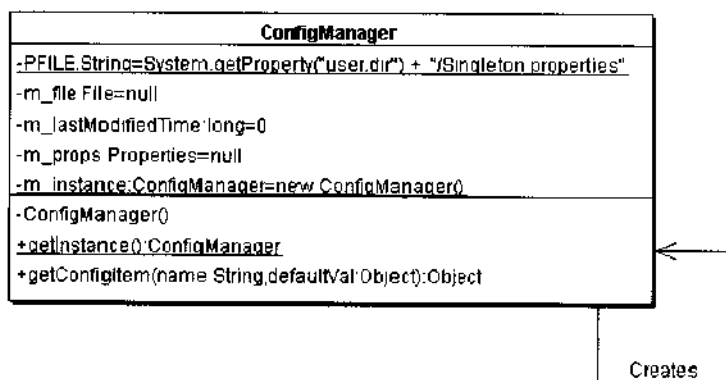 ConfigManager
-PFILE.String=System.getProperty("user.dir") + "/Singleton properties"
-m_file File=null
-m_lastModifiedTime:long=0
-m_props Properties=null
-m_instance:ConfigManager=new ConfigManager()
-ConfigManager()
+getInstance():ConfigManager
+getConfigItem(name String,defaultVal:Object):Object
Creates